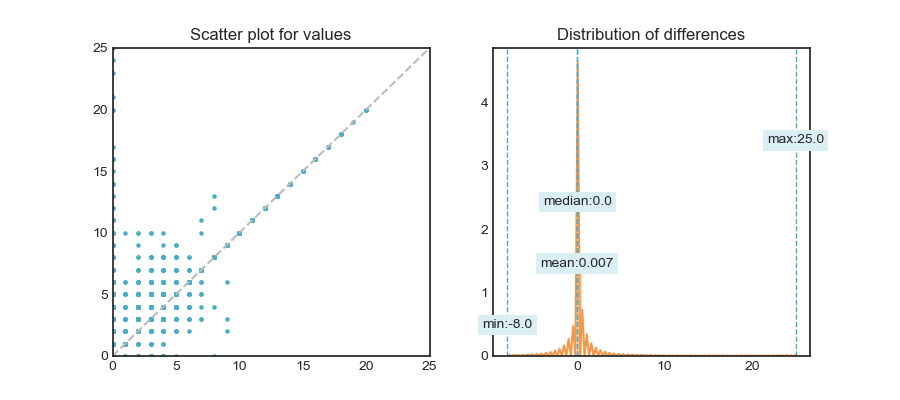 Scatter plot for values
25
20
15
10
5
0
0 5 10 15 20 25
Distribution of differences
4
3
2
1
0
max:25.0
median:0.0
mean:0.007
min:-8.0
0 10 20